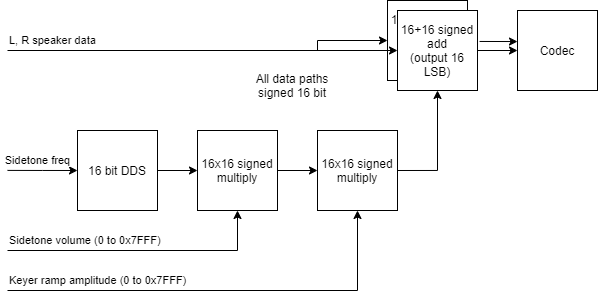 L, R speaker data
1
16+16 signed
add
(output 16
LSB)
Codec
All data paths
signed 16 bit
Sidetone freq
16 bit DDS
16x16 signed
multiply
16x16 signed
multiply
Sidetone volume (0 to 0x7FFF)
Keyer ramp amplitude (0 to 0x7FFF)